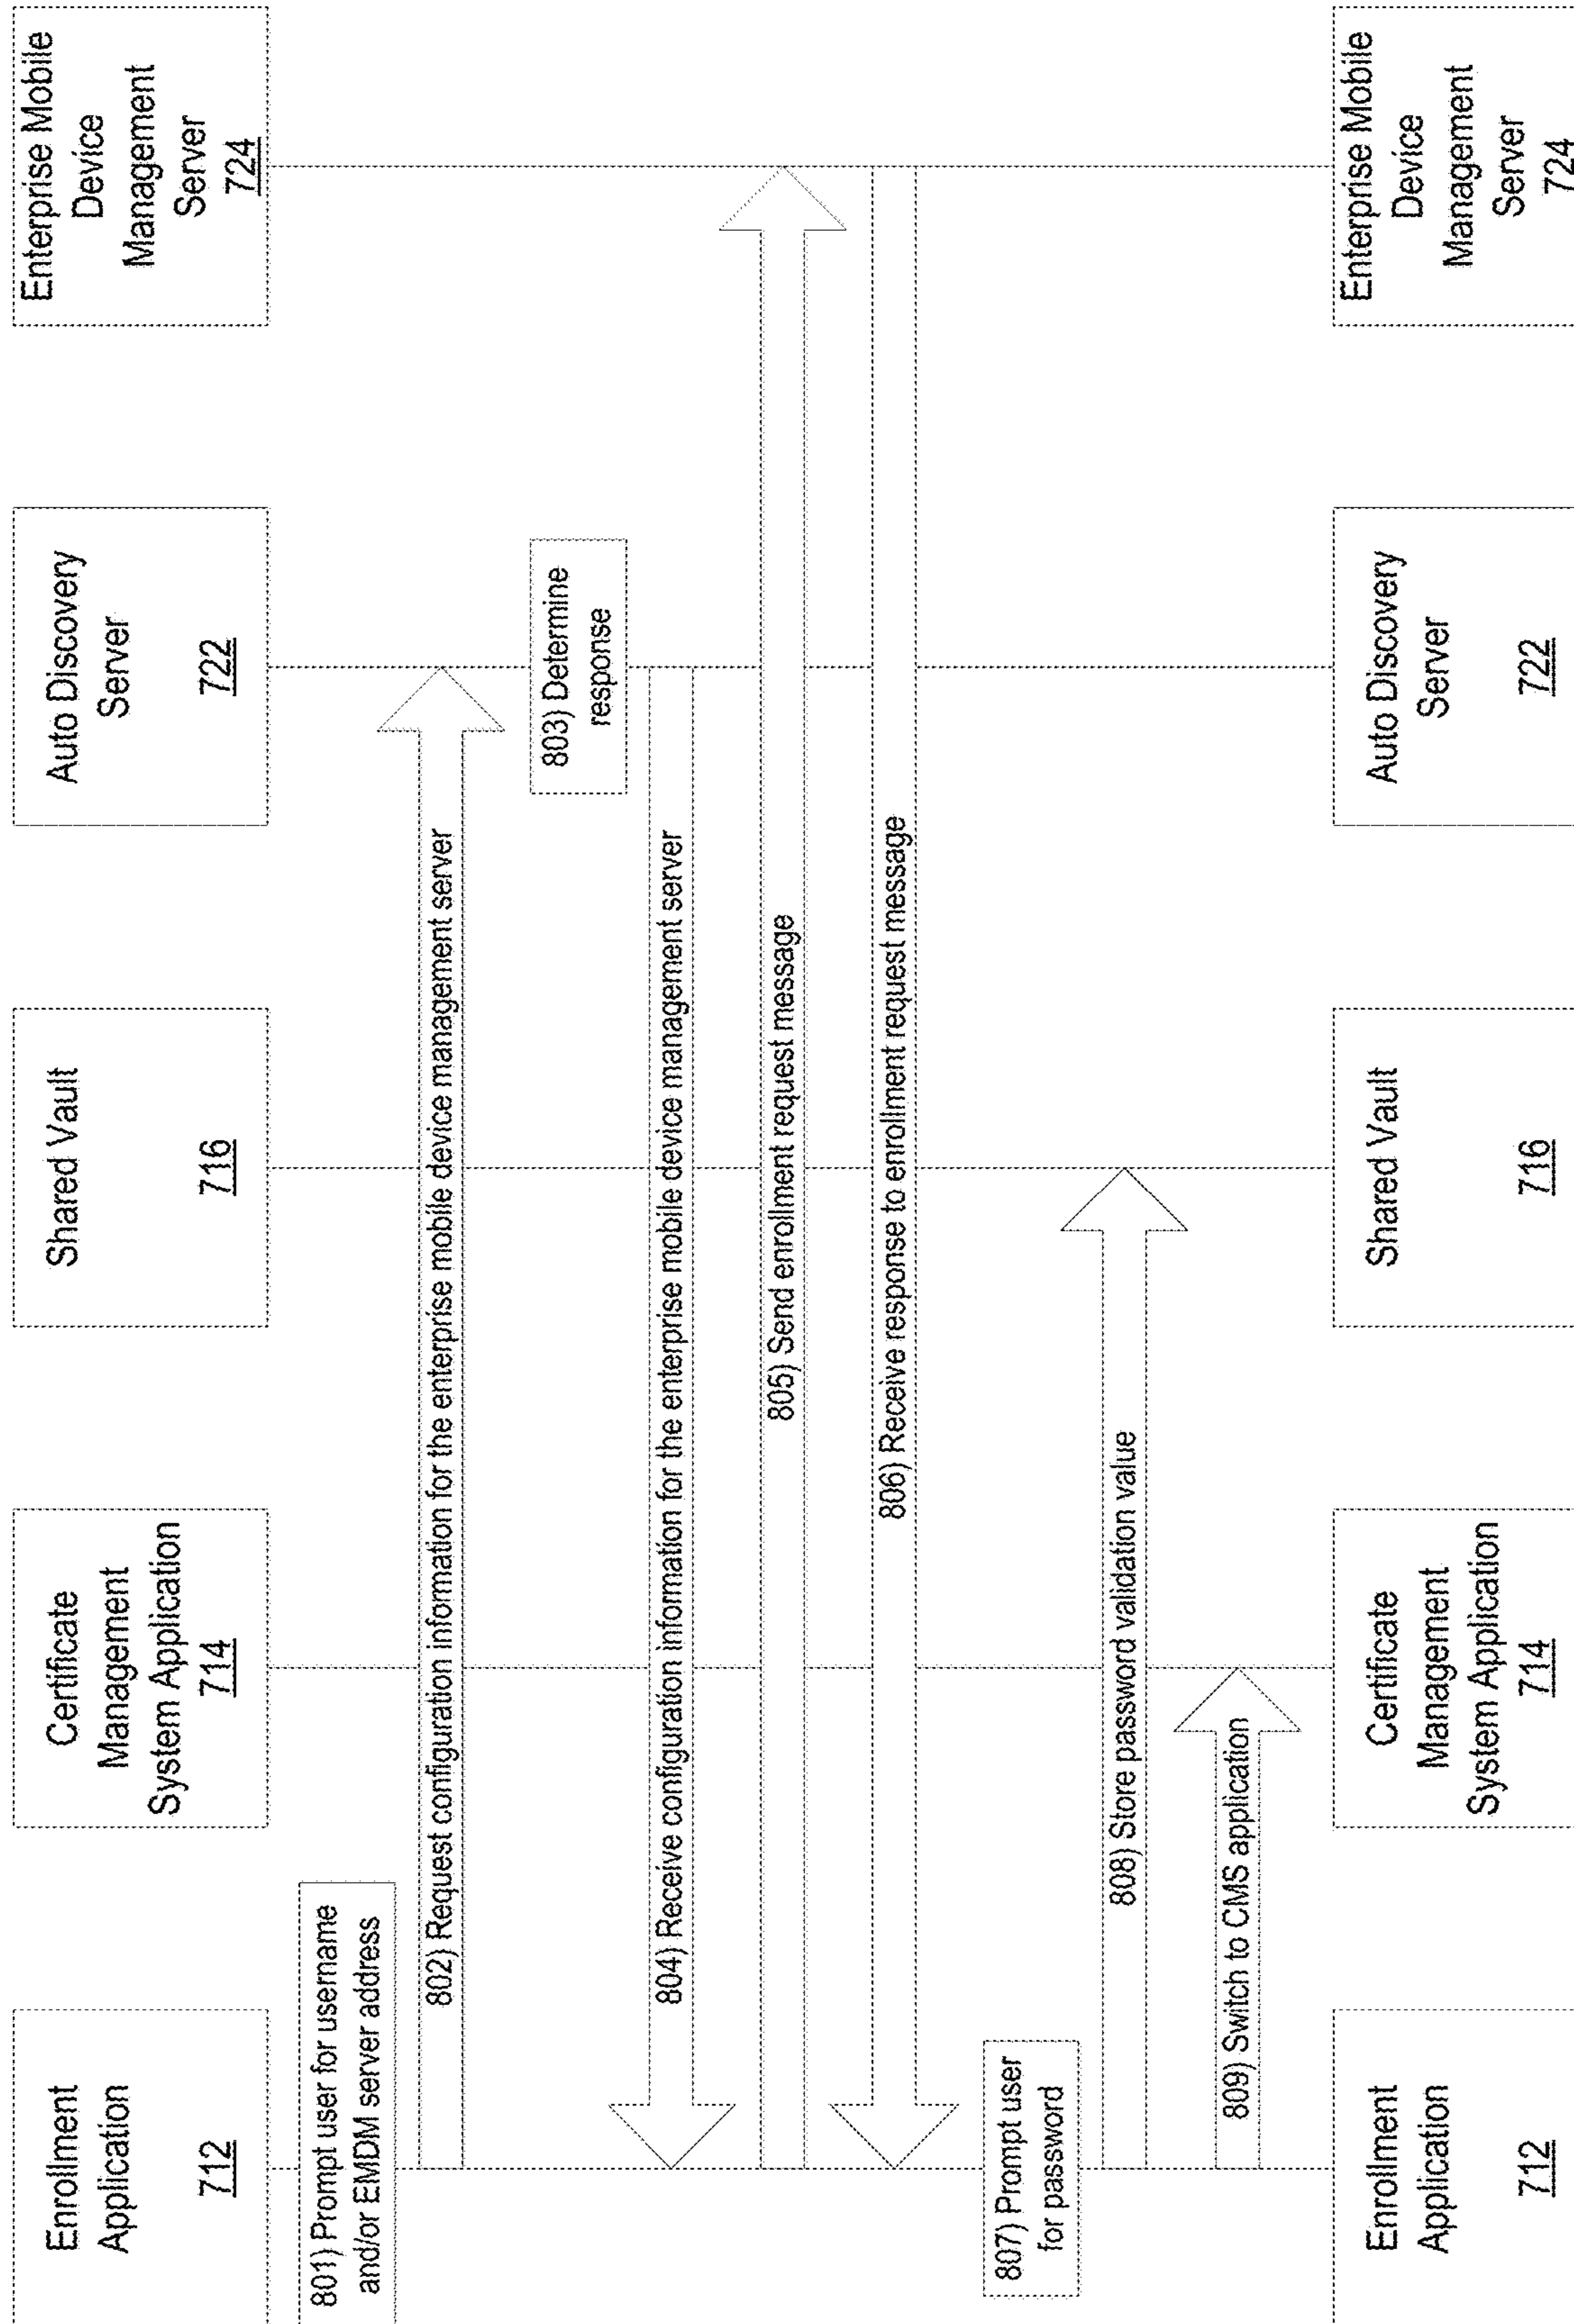 Enrollment
Application
712
Certificate
Management
System Application
714
Shared Vault
716
Auto Discovery
Server
722
Enterprise Mobile
Device
Management
Server
724
801) Prompt user for username
and/or EMDM server address
802) Request configuration information for the enterprise mobile device management server
803) Determine
response
804) Receive configuration information for the enterprise mobile device management server
805) Send enrollment request message
806) Receive response to enrollment request message
807) Prompt user
for password
808) Store password validation value
809) Switch to CMS application
Enrollment
Application
712
Certificate
Management
System Application
714
Shared Vault
716
Auto Discovery
Server
722
Enterprise Mobile
Device
Management
Server
724